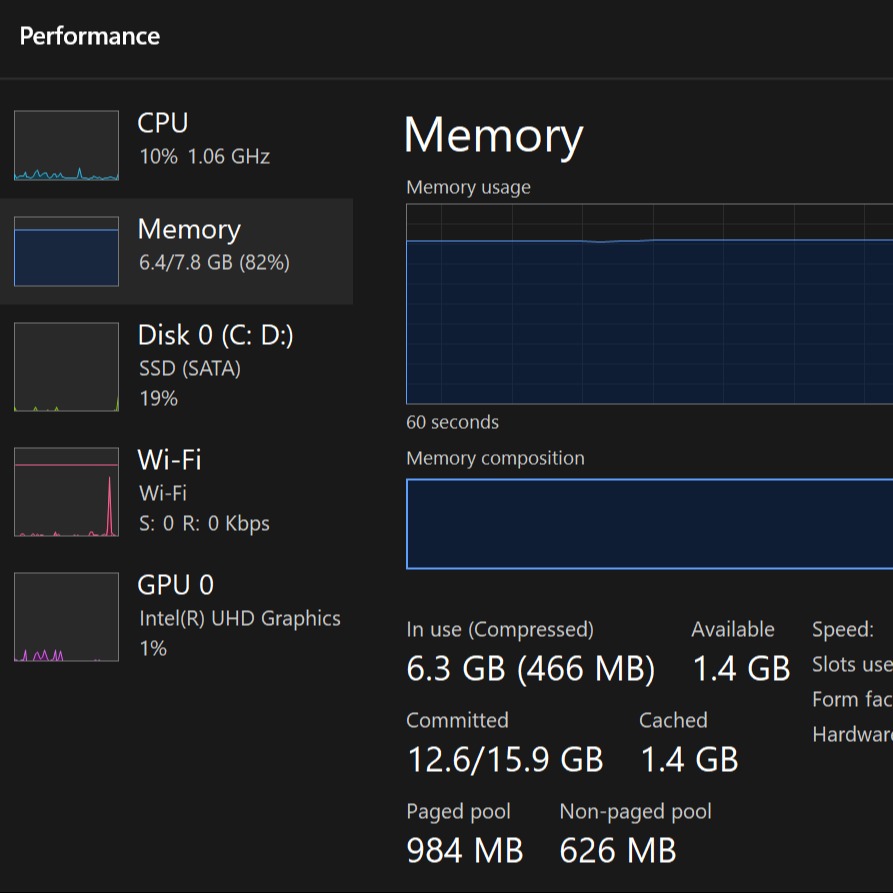 Performance
CPU
10% 1.06 GHz
Memory
6.4/7.8 GB (82%)
Disk 0 (C: D:)
SSD (SATA)
19%
Wi-Fi
Wi-Fi
S: 0 R: 0 Kbps
GPU 0
Intel(R) UHD Graphics
1%
Memory
Memory usage
60 seconds
Memory composition
In use (Compressed)
6.3 GB (466 MB)
Available
1.4 GB
Committed
12.6/15.9 GB
Cached
1.4 GB
Paged pool
984 MB
Non-paged pool
626 MB
Speed:
Slots use
Form fac
Hardware